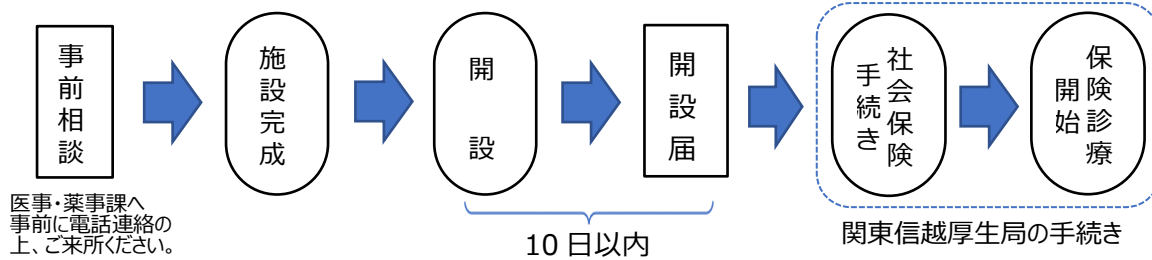 事前相談
施設完成
開設
開設届
社会保険
手続き
保険診療
開始
医事・薬事課へ
事前に電話連絡の
上、ご来所ください。
10日以内
関東信越厚生局の手続き